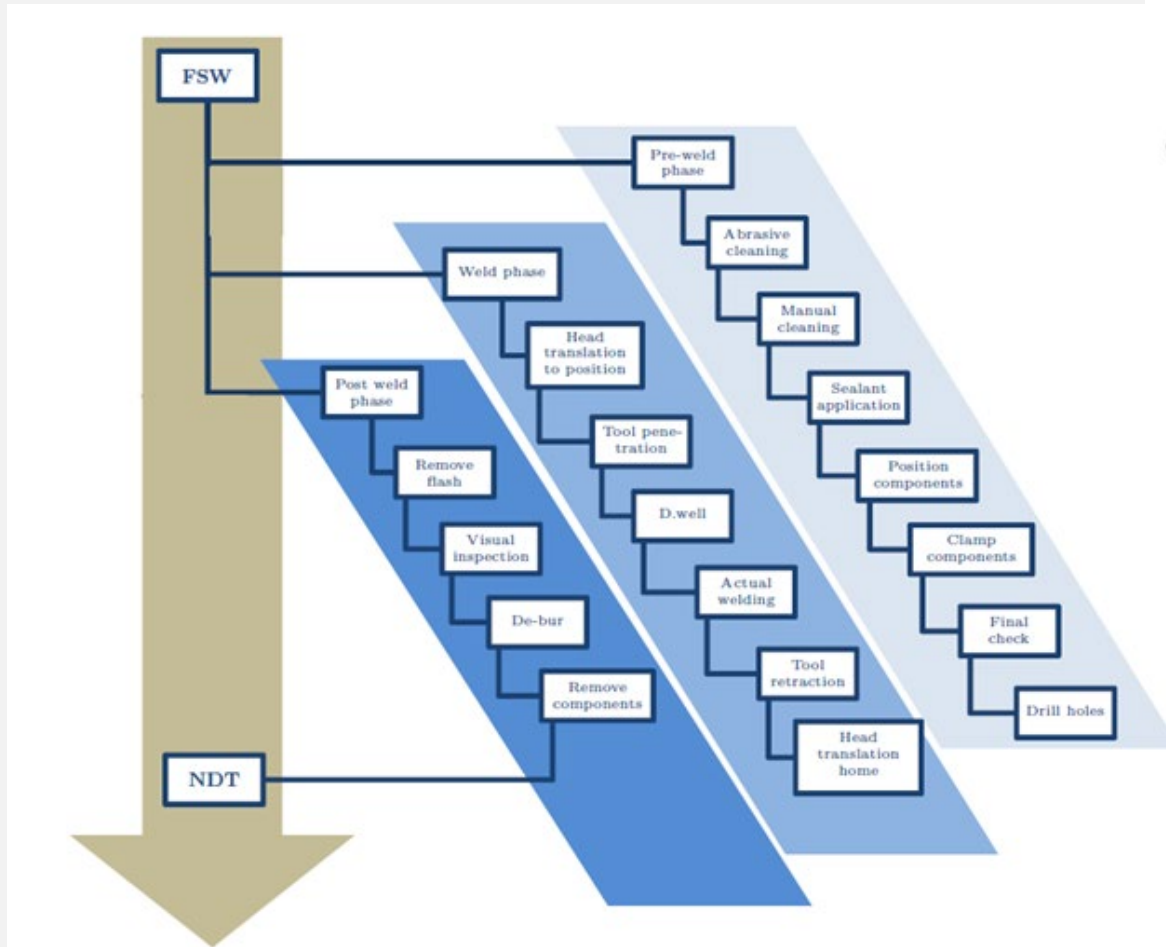 FSW
Pre-weld
phase
Abrasive
cleaning
Manual
cleaning
Sealant
application
Position
components
Clamp
components
Final
check
Drill holes
Weld phase
Head
translation
to position
Tool pene-
tration
D.well
Actual
welding
Tool
retraction
Head
translation
home
Post weld
phase
Remove
flash
Visual
inspection
De-bur
Remove
components
NDT